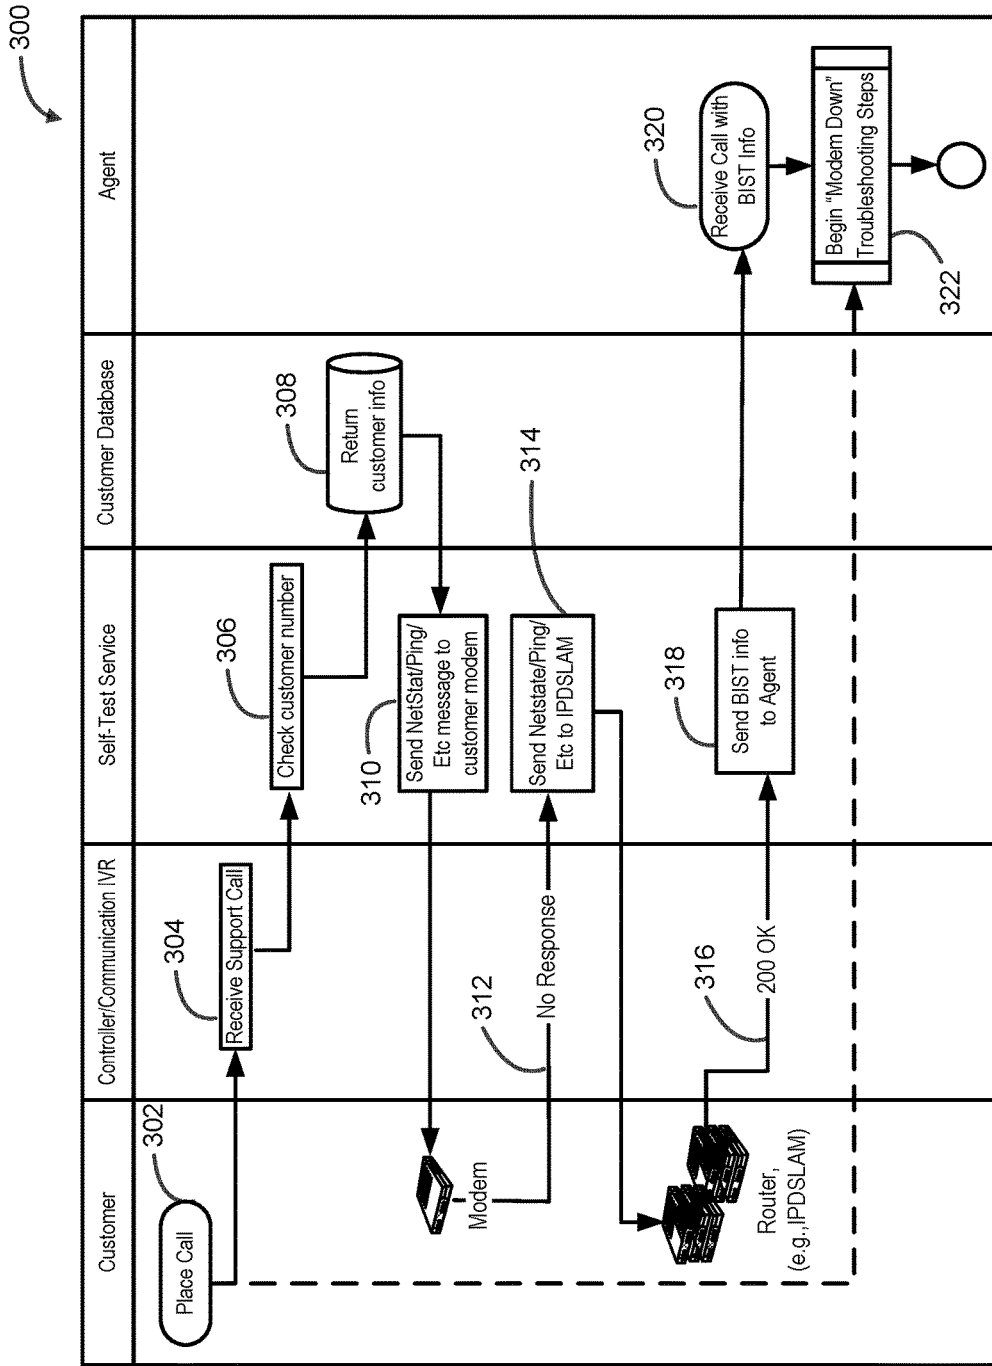 300
Customer
Controller/Communication IVR
Self-Test Service
Customer Database
Agent
302
Place Call
304
Receive Support Call
306
Check customer number
308
Return
customer info
310
Send NetStat/Ping/
Etc message to
customer modem
Modem
312
No Response
314
Send Netstate/Ping/
Etc to IPDSLAM
Router,
(e.g.,IPDSLAM)
316
200 OK
318
Send BIST info
to Agent
320
Receive Call with
BIST Info
322
Begin “Modem Down”
Troubleshooting Steps